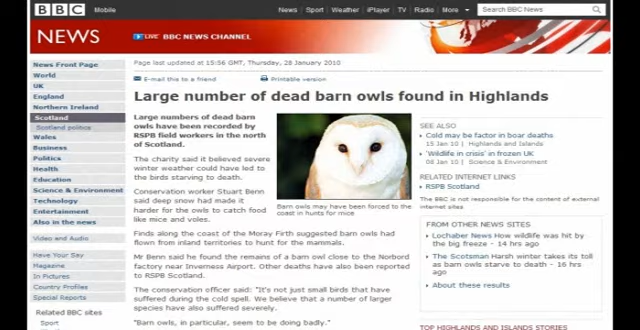 BBC Mobile
News Sport Weather iPlayer TV Radio More Search BBC News
NEWS LIVE BBC NEWS CHANNEL
Page last updated at 15:56 GMT, Thursday, 28 January 2010
E-mail this to a friend Printable version
Large number of dead barn owls found in Highlands
News Front Page
World
UK
England
Northern Ireland
Scotland
Scotland politics
Wales
Business
Politics
Health
Education
Science & Environment
Technology
Entertainment
Also in the news
Video and Audio
Have Your Say
Magazine
In Pictures
Country Profiles
Special Reports
Related BBC sites
Sport
Large numbers of dead barn
owls have been recorded by
RSPB field workers in the north
of Scotland.
The charity said it believed severe
winter weather could have led to
the birds starving to death.
Conservation worker Stuart Benn
said deep snow had made it
harder for the owls to catch food
like mice and voles.
Barn owls may have been forced to the
coast in hunts for mice
Finds along the coast of the Moray Firth suggested barn owls had
flown from inland territories to hunt for the mammals.
Mr Benn said he found the remains of a barn owl close to the Norbord
factory near Inverness Airport. Other deaths have also been reported
to RSPB Scotland.
The conservation officer said: "It's not just small birds that have
suffered during the cold spell. We believe that a number of larger
species have also suffered severely.
"Barn owls, in particular, seem to be doing badly."
SEE ALSO
Cold may be factor in boar deaths
15 Jan 10 | Highlands and Islands
'Wildlife in crisis' in frozen UK
08 Jan 10 | Science & Environment
RELATED INTERNET LINKS
RSPB Scotland
The BBC is not responsible for the content of external
internet sites
FROM OTHER NEWS SITES
Lochaber News How wildlife was hit by
the big freeze - 14 hrs ago
The Scotsman Harsh winter takes its toll
as barn owls starve to death - 16
hrs ago
About these results
TOP HIGHLANDS AND ISLANDS STORIES